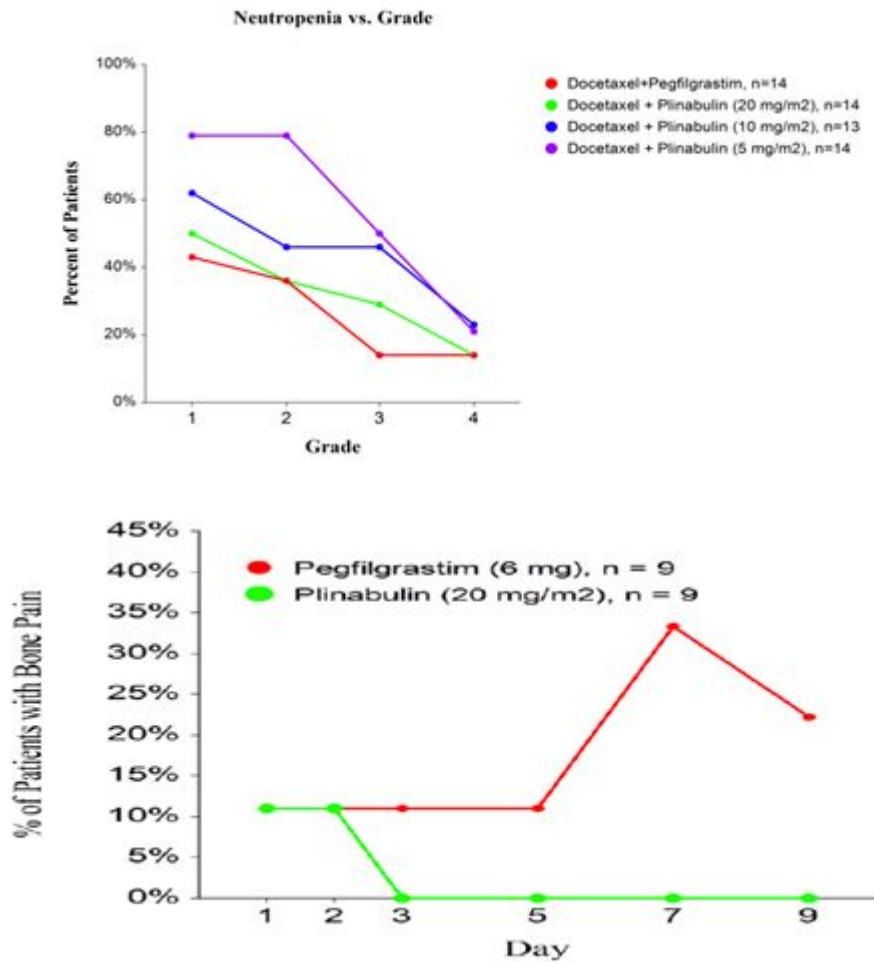 Neutropenia vs. Grade
100%
80%
60%
40%
20%
0%
Percent of Patients
1 2 3 4
Grade
Docetaxel+Pegfilgrastim, n=14
Docetaxel + Plinabulin (20 mg/m2), n=14
Docetaxel + Plinabulin (10 mg/m2), n=13
Docetaxel + Plinabulin (5 mg/m2), n=14
45%
40%
35%
30%
25%
20%
15%
10%
5%
0%
% of Patients with Bone Pain
Pegfilgrastim (6 mg), n = 9
Plinabulin (20 mg/m2), n = 9
1 2 3 5 7 9
Day